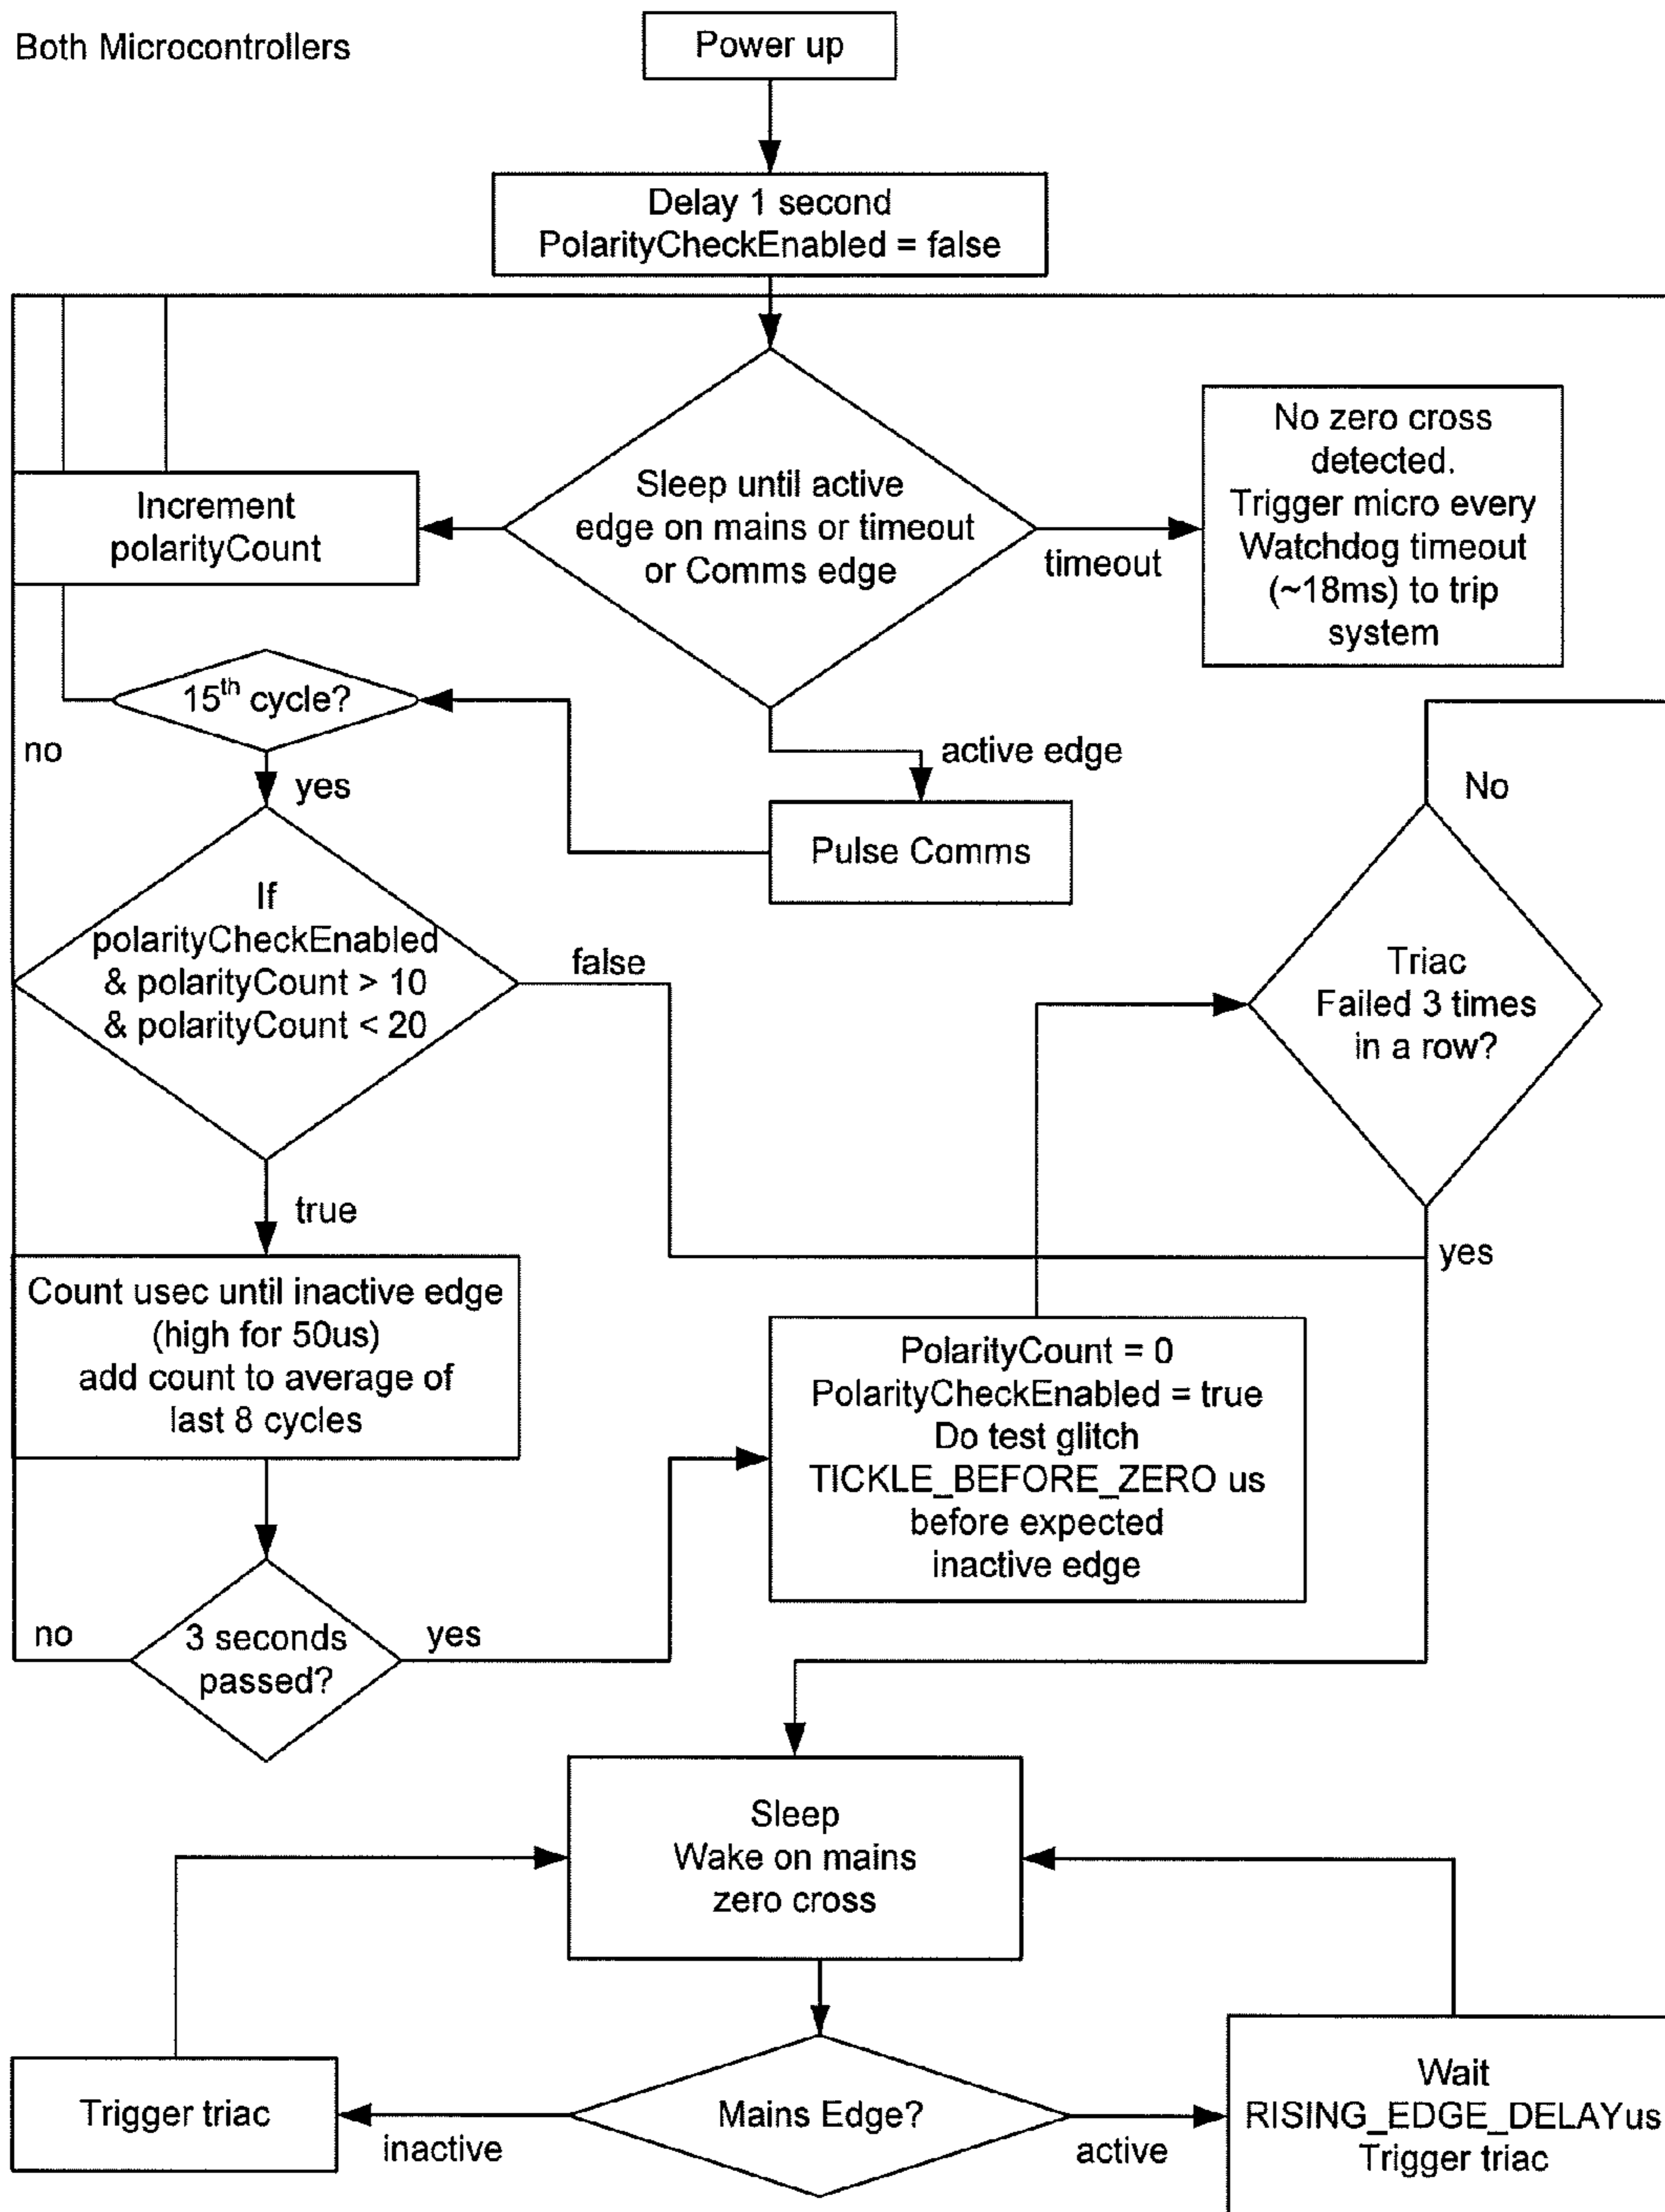 Both Microcontrollers
Power up
Delay 1 second
PolarityCheckEnabled = false
Increment
polarityCount
Sleep until active
edge on mains or timeout
or Comms edge
timeout
No zero cross
detected.
Trigger micro every
Watchdog timeout
(~18ms) to trip
system
15th cycle?
no
yes
active edge
Pulse Comms
No
If
polarityCheckEnabled
& polarityCount > 10
& polarityCount < 20
false
true
Triac
Failed 3 times
in a row?
yes
Count usec until inactive edge
(high for 50us)
add count to average of
last 8 cycles
PolarityCount = 0
PolarityCheckEnabled = true
Do test glitch
TICKLE_BEFORE_ZERO us
before expected
inactive edge
no
3 seconds
passed?
yes
Sleep
Wake on mains
zero cross
Trigger triac
inactive
Mains Edge?
active
Wait
RISING_EDGE_DELAYus
Trigger triac